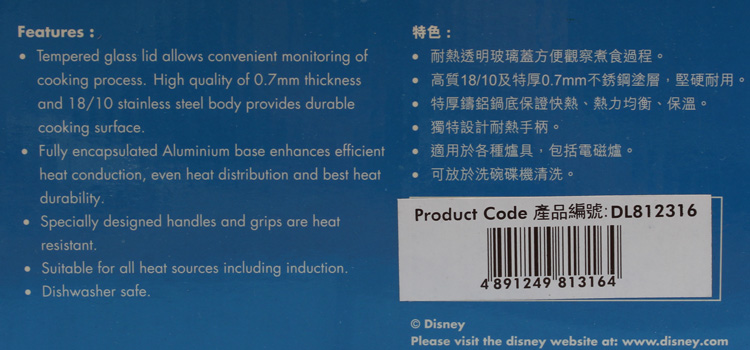 Features :
• Tempered glass lid allows convenient monitoring of
cooking process. High quality of 0.7mm thickness
and 18/10 stainless steel body provides durable
cooking surface.
• Fully encapsulated Aluminium base enhances efficient
heat conduction, even heat distribution and best heat
durability.
• Specially designed handles and grips are heat
resistant.
• Suitable for all heat sources including induction.
• Dishwasher safe.
特色 :
• 耐熱透明玻璃蓋方便觀察煮食過程。
• 高質18/10及特厚0.7mm不銹鋼塗層，堅硬耐用。
• 特厚鑄鋁鍋底保證快熱、熱力均衡、保溫。
• 獨特設計耐熱手柄。
• 適用於各種爐具，包括電磁爐。
• 可放於洗碗碟機清洗。
Product Code 產品編號: DL812316
4 891249 813164
© Disney
Please visit the disney website at: www.disney.com